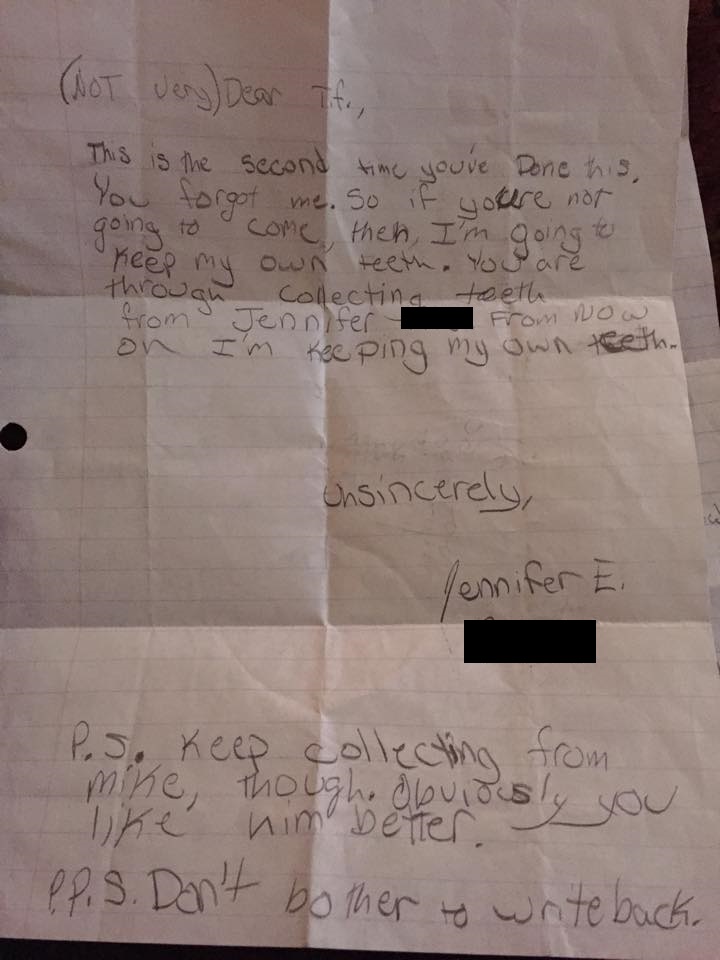 (NOT very) Dear T.f.,
This is the second time you've Done this.
You forgot me. So if you're not
going to come, then, I'm going to
Keep my own teeth. You are
through collecting teeth
from Jennifer From NOW
on I'm keeping my own teeth.
unsincerely,
Jennifer E.
P.S. Keep collecting from
mike, though. Obviously you
like him better.
P.P.S. Don't bother to write back.